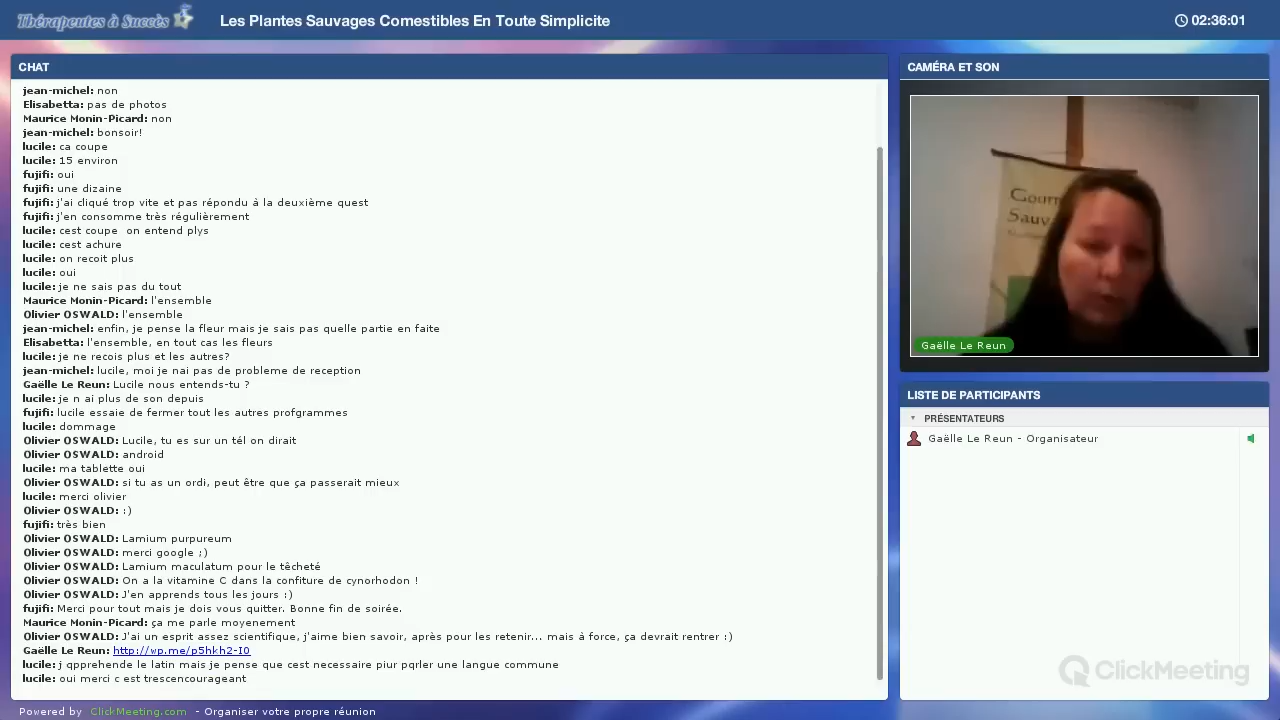 Thérapeutes à Succès
Les Plantes Sauvages Comestibles En Toute Simplicite
02:36:01
CHAT
jean-michel: non
Elisabetta: pas de photos
Maurice Monin-Picard: non
jean-michel: bonsoir!
lucile: ca coupe
lucile: 15 environ
fujifi: oui
fujifi: une dizaine
fujifi: j'ai cliqué trop vite et pas répondu à la deuxième quest
fujifi: j'en consomme très régulièrement
lucile: cest coupe on entend plys
lucile: cest achure
lucile: on recoit plus
lucile: oui
lucile: je ne sais pas du tout
Maurice Monin-Picard: l'ensemble
Olivier OSWALD: l'ensemble
jean-michel: enfin, je pense la fleur mais je sais pas quelle partie en faite
Elisabetta: l'ensemble, en tout cas les fleurs
lucile: je ne recois plus et les autres?
jean-michel: lucile, moi je nai pas de probleme de reception
Gaëlle Le Reun: Lucile nous entends-tu ?
lucile: je n ai plus de son depuis
fujifi: lucile essaie de fermer tout les autres profgrammes
lucile: dommage
Olivier OSWALD: Lucile, tu es sur un tél on dirait
Olivier OSWALD: android
lucile: ma tablette oui
Olivier OSWALD: si tu as un ordi, peut être que ça passerait mieux
lucile: merci olivier
Olivier OSWALD: :)
fujifi: très bien
Olivier OSWALD: Lamium purpureum
Olivier OSWALD: merci google ;)
Olivier OSWALD: Lamium maculatum pour le têcheté
Olivier OSWALD: On a la vitamine C dans la confiture de cynorhodon !
Olivier OSWALD: J'en apprends tous les jours :)
fujifi: Merci pour tout mais je dois vous quitter. Bonne fin de soirée.
Maurice Monin-Picard: ça me parle moyenement
Olivier OSWALD: J'ai un esprit assez scientifique, j'aime bien savoir, après pour les retenir... mais à force, ça devrait rentrer :)
Gaëlle Le Reun: http://wp.me/p5hkh2-I0
lucile: j qpprehende le latin mais je pense que cest necessaire piur pqrler une langue commune
lucile: oui merci c est trescencourageant
CAMÉRA ET SON
Gourm
Sauva
Gaëlle Le Reun
LISTE DE PARTICIPANTS
PRÉSENTATEURS
Gaëlle Le Reun - Organisateur
ClickMeeting
Powered by ClickMeeting.com - Organiser votre propre réunion